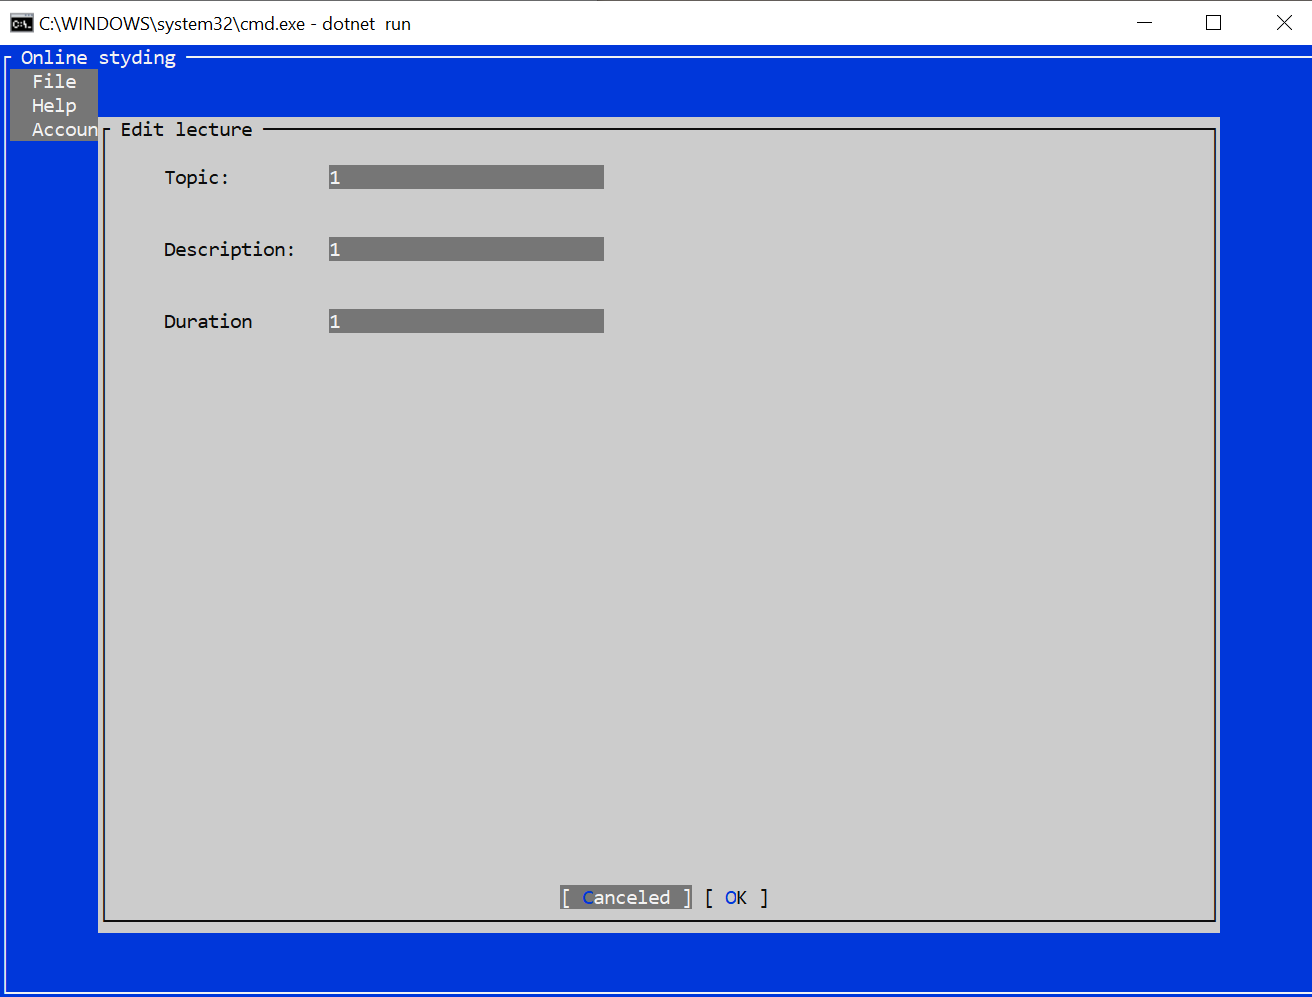 C:\WINDOWS\system32\cmd.exe - dotnet  run
Online styding
File
Help
Accoun
Edit lecture
Topic: 1
Description: 1
Duration 1
[ Canceled ] [ OK ]